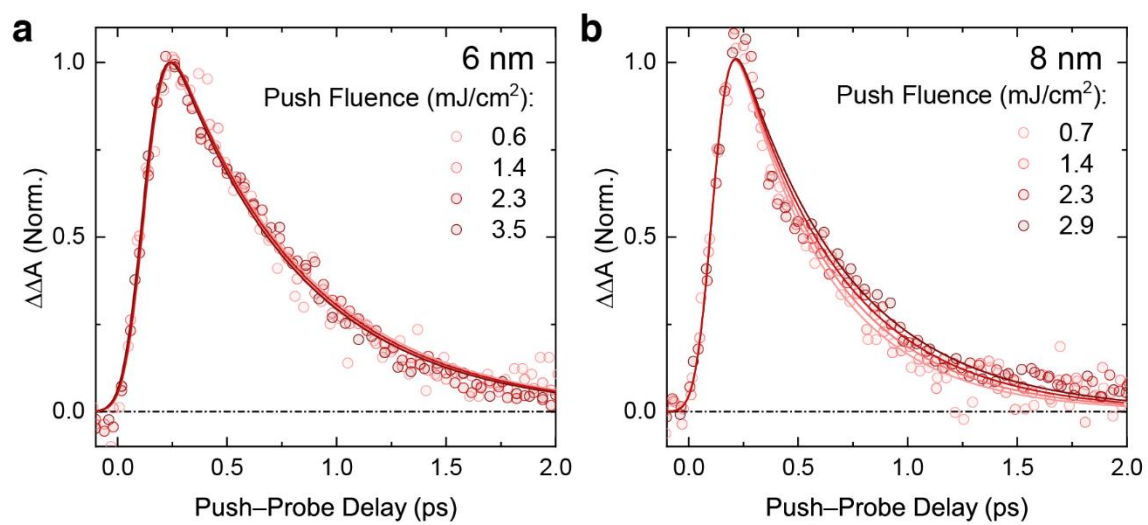 a
6 nm
Push Fluence (mJ/cm²):
0.6
1.4
2.3
3.5
1.0
0.5
0.0
ΔΔA (Norm.)
0.0 0.5 1.0 1.5 2.0
Push–Probe Delay (ps)
b
8 nm
Push Fluence (mJ/cm²):
0.7
1.4
2.3
2.9
1.0
0.5
0.0
ΔΔA (Norm.)
0.0 0.5 1.0 1.5 2.0
Push–Probe Delay (ps)